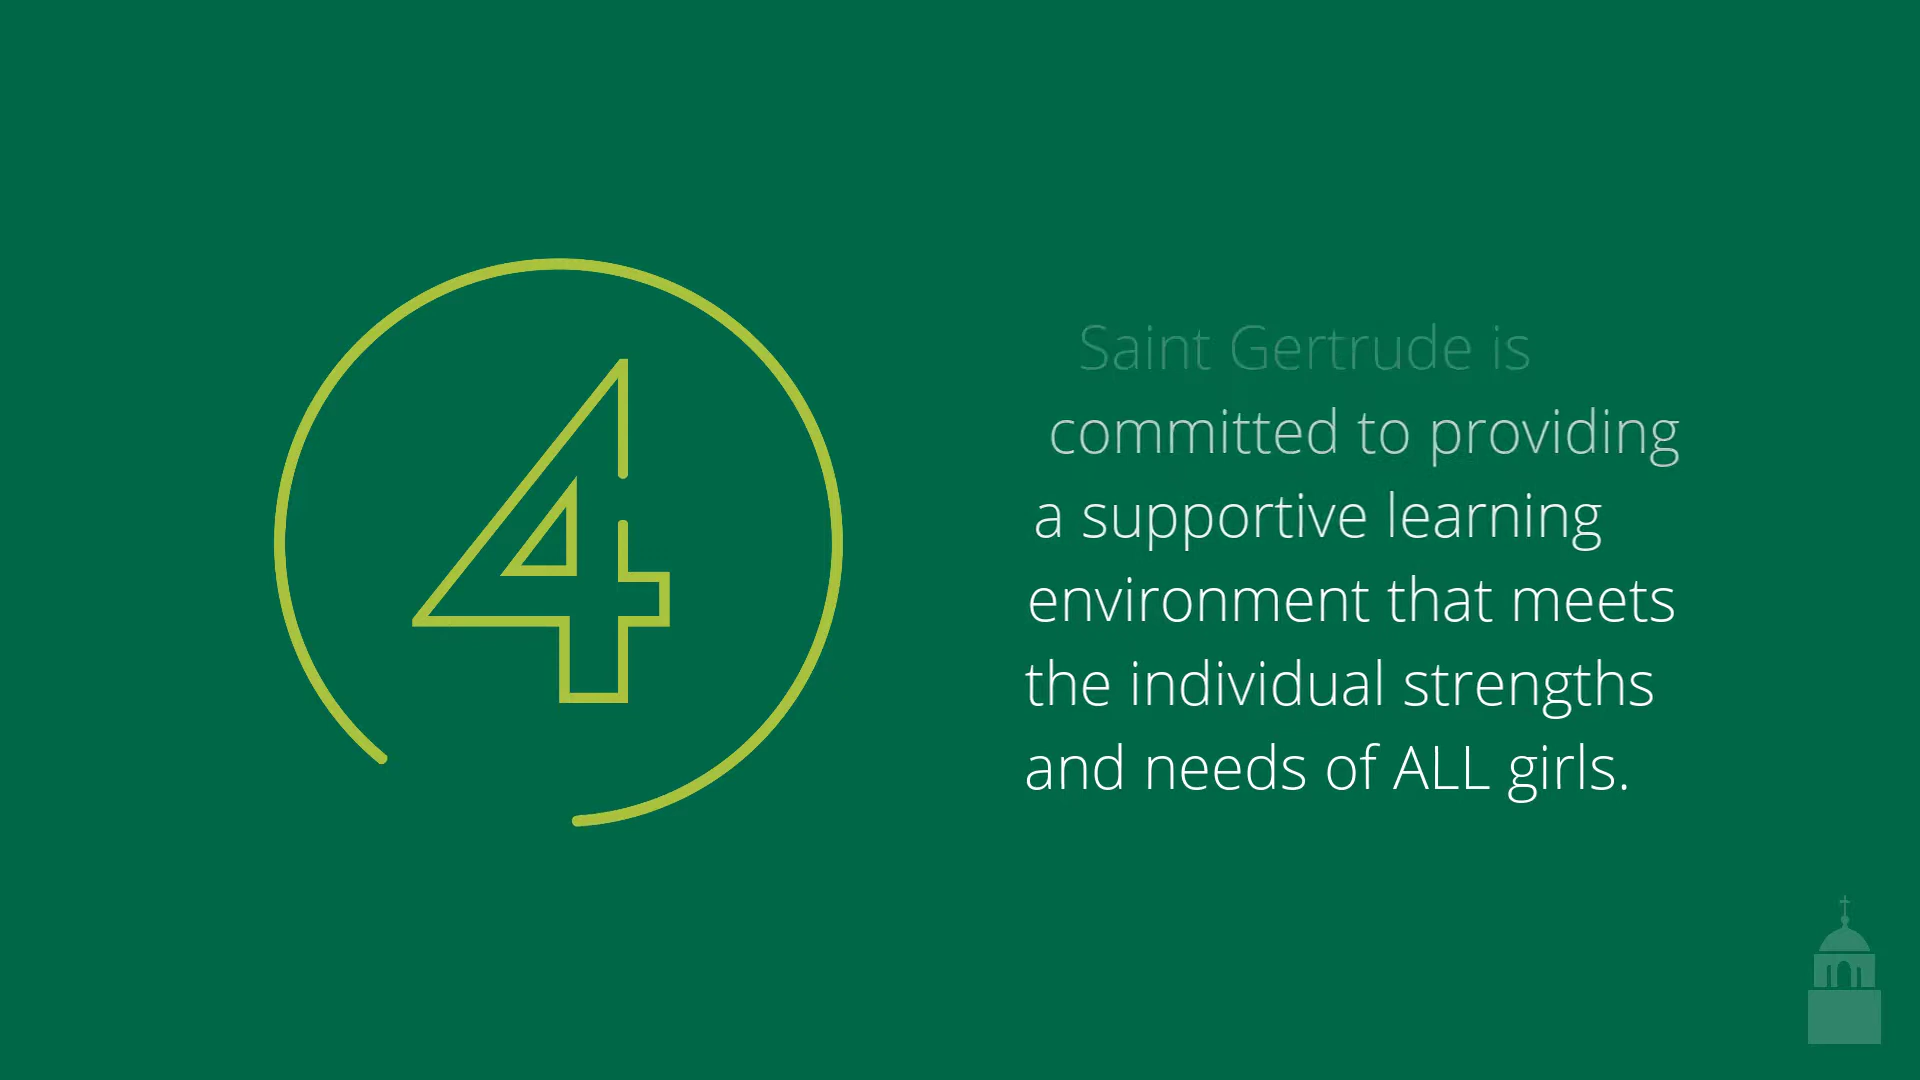 4
Saint Gertrude is
committed to providing
a supportive learning
environment that meets
the individual strengths
and needs of ALL girls.